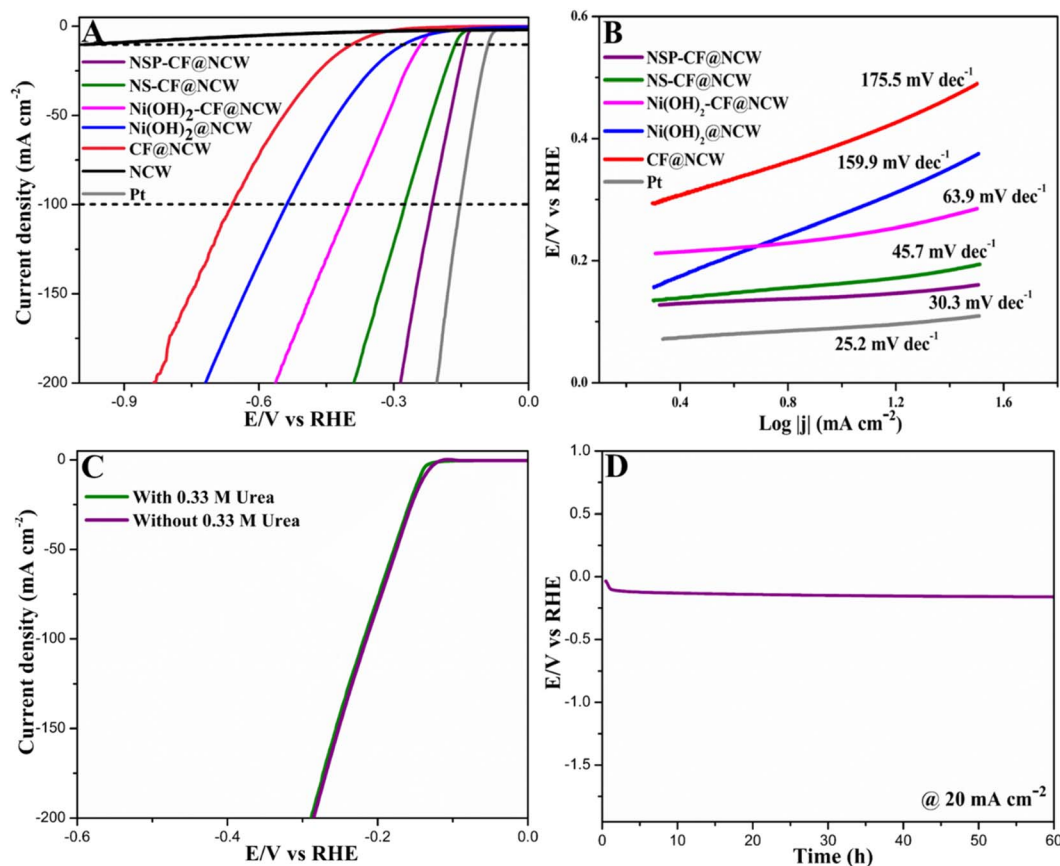 A
0
-50
-100
-150
-200
Current density (mA cm⁻²)
NSP-CF@NCW
NS-CF@NCW
Ni(OH)₂-CF@NCW
Ni(OH)₂@NCW
CF@NCW
NCW
Pt
-0.9
-0.6
-0.3
0.0
E/V vs RHE
B
0.6
0.4
0.2
0.0
E/V vs RHE
NSP-CF@NCW
NS-CF@NCW
Ni(OH)₂-CF@NCW
Ni(OH)₂@NCW
CF@NCW
Pt
175.5 mV dec⁻¹
159.9 mV dec⁻¹
63.9 mV dec⁻¹
45.7 mV dec⁻¹
30.3 mV dec⁻¹
25.2 mV dec⁻¹
0.4
0.8
1.2
1.6
Log |j| (mA cm⁻²)
C
0
-50
-100
-150
-200
Current density (mA cm⁻²)
With 0.33 M Urea
Without 0.33 M Urea
-0.6
-0.4
-0.2
0.0
E/V vs RHE
D
1.0
0.5
0.0
-0.5
-1.0
-1.5
E/V vs RHE
@ 20 mA cm⁻²
0
10
20
30
40
50
60
Time (h)